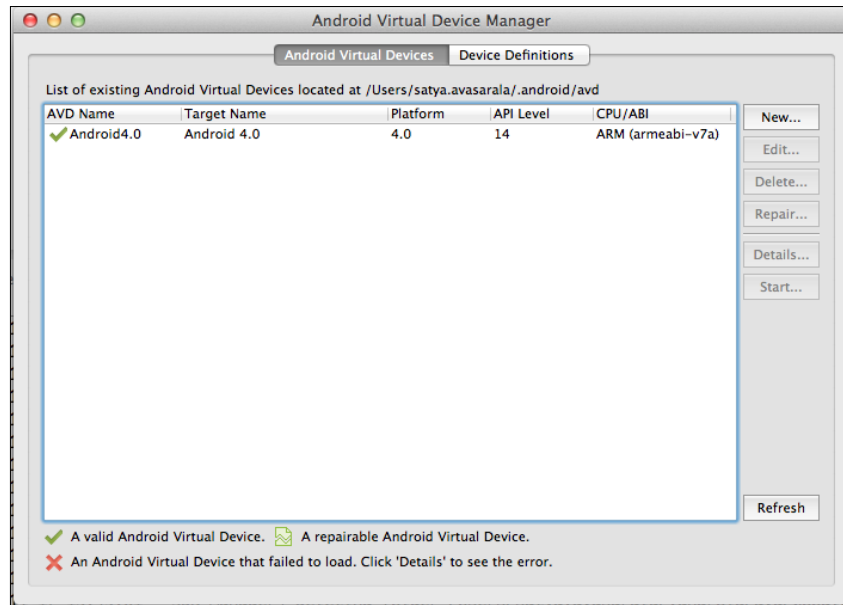 Android Virtual Device Manager
Android Virtual Devices Device Definitions
List of existing Android Virtual Devices located at /Users/satya.avasarala/.android/avd
AVD Name Target Name Platform API Level CPU/ABI
Android4.0 Android 4.0 4.0 14 ARM (armeabi-v7a)
New...
Edit...
Delete...
Repair...
Details...
Start...
Refresh
A valid Android Virtual Device. A repairable Android Virtual Device.
An Android Virtual Device that failed to load. Click 'Details' to see the error.